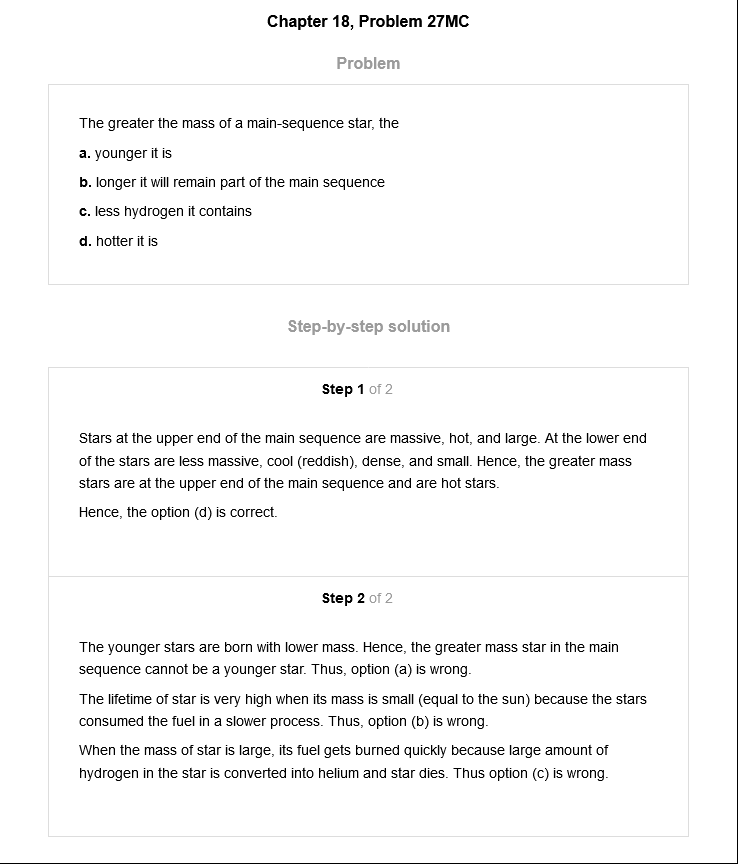 Chapter 18, Problem 27MC
Problem
The greater the mass of a main-sequence star, the
a. younger it is
b. longer it will remain part of the main sequence
c. less hydrogen it contains
d. hotter it is
Step-by-step solution
Step 1 of 2
Stars at the upper end of the main sequence are massive, hot, and large. At the lower end
of the stars are less massive, cool (reddish), dense, and small. Hence, the greater mass
stars are at the upper end of the main sequence and are hot stars.
Hence, the option (d) is correct.
Step 2 of 2
The younger stars are born with lower mass. Hence, the greater mass star in the main
sequence cannot be a younger star. Thus, option (a) is wrong.
The lifetime of star is very high when its mass is small (equal to the sun) because the stars
consumed the fuel in a slower process. Thus, option (b) is wrong.
When the mass of star is large, its fuel gets burned quickly because large amount of
hydrogen in the star is converted into helium and star dies. Thus option (c) is wrong.